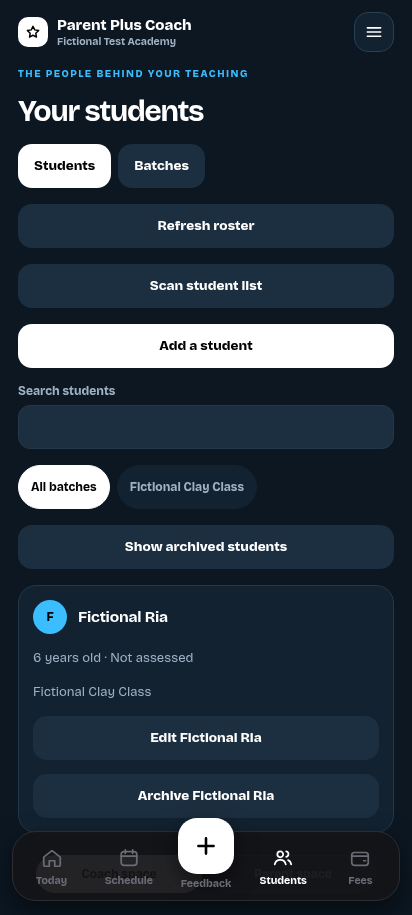 Parent Plus Coach
Fictional Test Academy
THE PEOPLE BEHIND YOUR TEACHING
Your students
Students
Batches
Refresh roster
Scan student list
Add a student
Search students
All batches
Fictional Clay Class
Show archived students
F
Fictional Ria
6 years old · Not assessed
Fictional Clay Class
Edit Fictional Ria
Archive Fictional Ria
Coach space
Today
Schedule
Feedback
Students
Fees